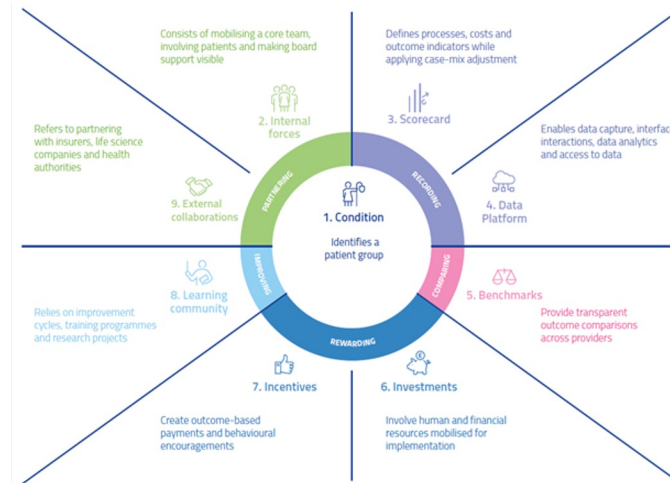 Consists of mobilising a core team,
involving patients and making board
support visible
2. Internal
forces
Defines processes, costs and
outcome indicators while
applying case-mix adjustment
3. Scorecard
Refers to partnering
with insurers, life science
companies and health
authorities
9. External
collaborations
Enables data capture, interface
interactions, data analytics
and access to data
4. Data
Platform
PARTNERING
RECORDING
1. Condition
Identifies a
patient group
IMPROVING
COMPARING
REWARDING
8. Learning
community
Relies on improvement
cycles, training programmes
and research projects
5. Benchmarks
Provide transparent
outcome comparisons
across providers
7. Incentives
Create outcome-based
payments and behavioural
encouragements
6. Investments
Involve human and financial
resources mobilised for
implementation